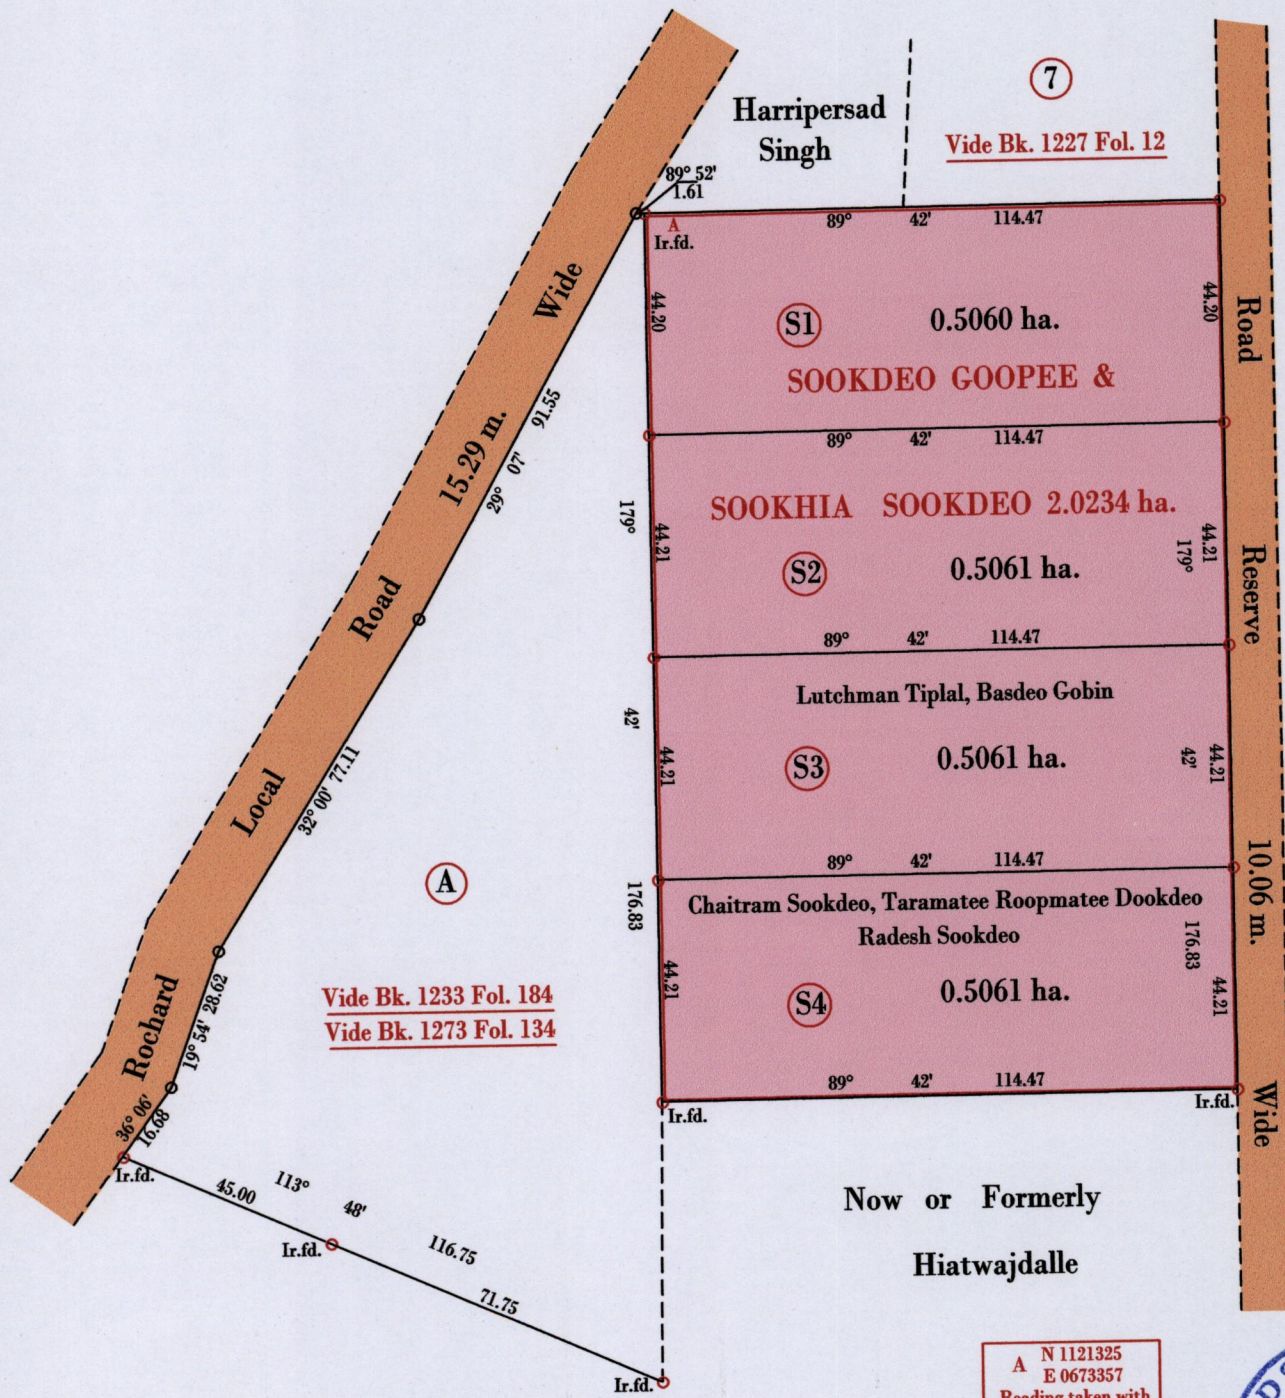 7
Harripersad
Singh
Vide Bk. 1227 Fol. 12
89° 52'
1.61
89° 42' 114.47
A
Ir.fd.
44.20
44.20
S1 0.5060 ha.
SOOKDEO GOOPEE &
89° 42' 114.47
179°
44.21
SOOKHIA SOOKDEO 2.0234 ha.
S2 0.5061 ha.
44.21
179°
89° 42' 114.47
Lutchman Tiplal, Basdeo Gobin
42'
44.21
S3 0.5061 ha.
42'
44.21
89° 42' 114.47
176.83
Chaitram Sookdeo, Taramatee Roopmatee Dookdeo
Radesh Sookdeo
44.21
S4 0.5061 ha.
176.83
44.21
89° 42' 114.47
Ir.fd.
Ir.fd.
Road Reserve 10.06 m. Wide
Rochard Local Road 15.29 m. Wide
29° 07' 91.55
32° 00' 77.11
19° 54' 28.62
36° 06'
16.68
A
Vide Bk. 1233 Fol. 184
Vide Bk. 1273 Fol. 134
Ir.fd.
45.00
113° 48' 116.75
Ir.fd.
71.75
Ir.fd.
Now or Formerly
Hiatwajdalle
A N 1121325
E 0673357
Reading taken with